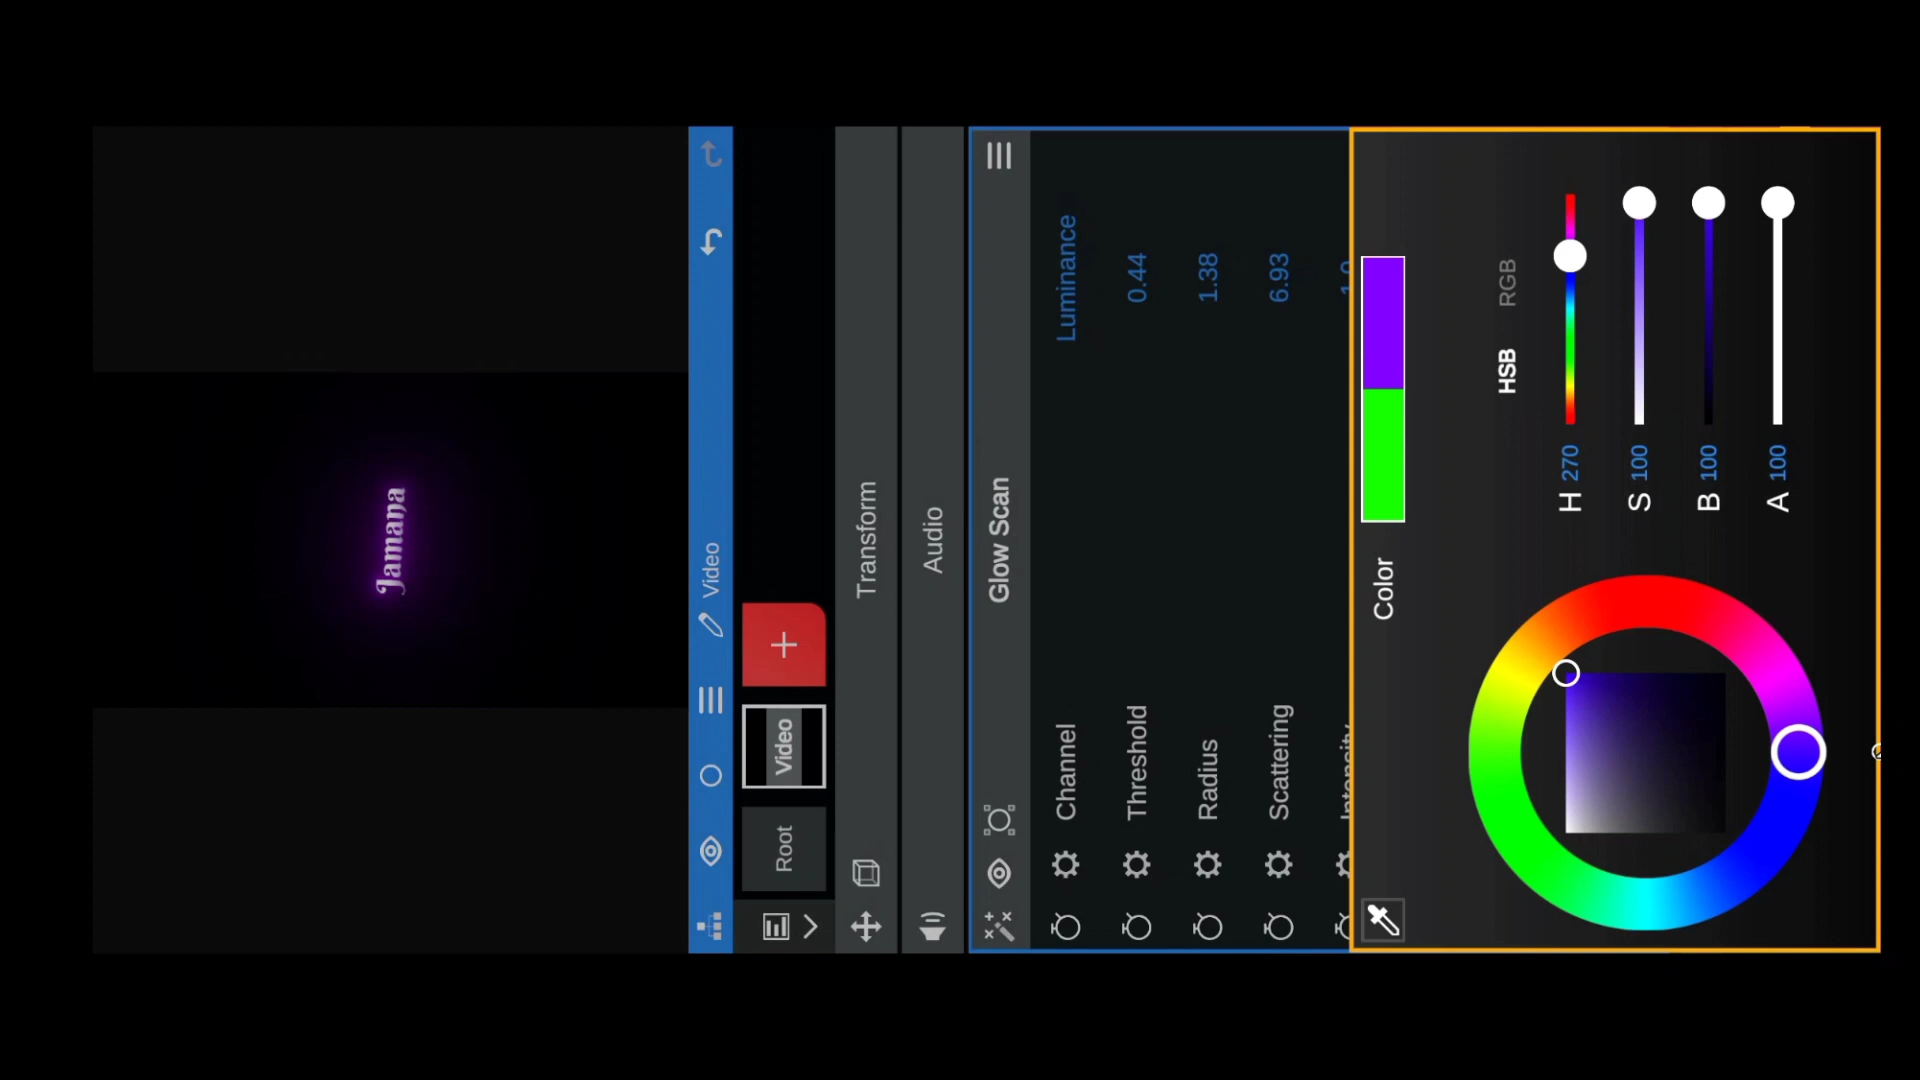 Jamana
Video
Root
Video
+
Transform
Audio
Glow Scan
Channel Luminance
Threshold 0.44
Radius 1.38
Scattering 6.93
Intensity
Color
HSB RGB
H 270
S 100
B 100
A 100